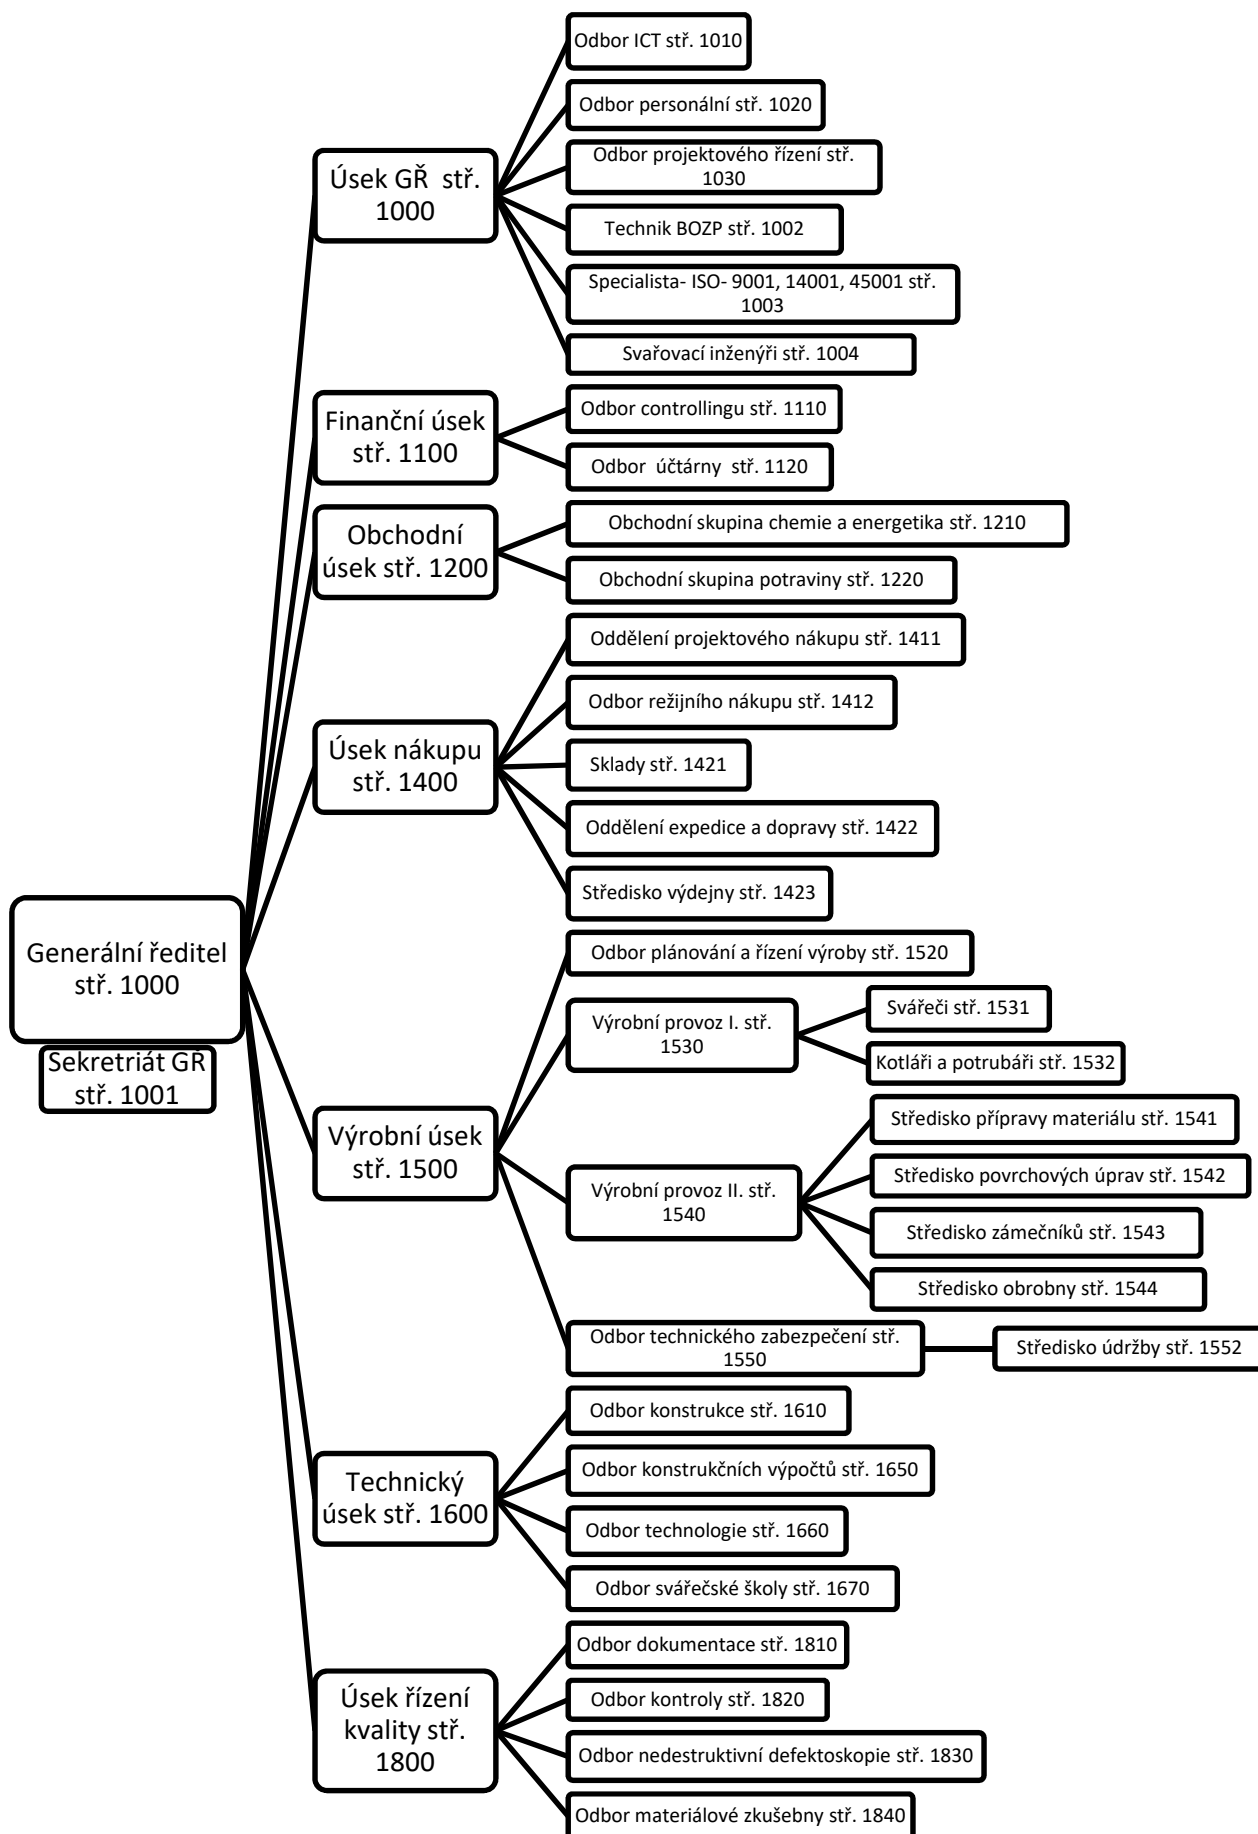 Generální ředitel
stř. 1000
Sekretriát GŘ
stř. 1001
Úsek GŘ  stř.
1000
Odbor ICT stř. 1010
Odbor personální stř. 1020
Odbor projektového řízení stř.
1030
Technik BOZP stř. 1002
Specialista- ISO- 9001, 14001, 45001 stř.
1003
Svařovací inženýři stř. 1004
Finanční úsek
stř. 1100
Odbor controllingu stř. 1110
Odbor  účtárny  stř. 1120
Obchodní
úsek stř. 1200
Obchodní skupina chemie a energetika stř. 1210
Obchodní skupina potraviny stř. 1220
Úsek nákupu
stř. 1400
Oddělení projektového nákupu stř. 1411
Odbor režijního nákupu stř. 1412
Sklady stř. 1421
Oddělení expedice a dopravy stř. 1422
Středisko výdejny stř. 1423
Výrobní úsek
stř. 1500
Odbor plánování a řízení výroby stř. 1520
Výrobní provoz I. stř.
1530
Svářeči stř. 1531
Kotláři a potrubáři stř. 1532
Výrobní provoz II. stř.
1540
Středisko přípravy materiálu stř. 1541
Středisko povrchových úprav stř. 1542
Středisko zámečníků stř. 1543
Středisko obrobny stř. 1544
Odbor technického zabezpečení stř.
1550
Středisko údržby stř. 1552
Technický
úsek stř. 1600
Odbor konstrukce stř. 1610
Odbor konstrukčních výpočtů stř. 1650
Odbor technologie stř. 1660
Odbor svářečské školy stř. 1670
Úsek řízení
kvality stř.
1800
Odbor dokumentace stř. 1810
Odbor kontroly stř. 1820
Odbor nedestruktivní defektoskopie stř. 1830
Odbor materiálové zkušebny stř. 1840